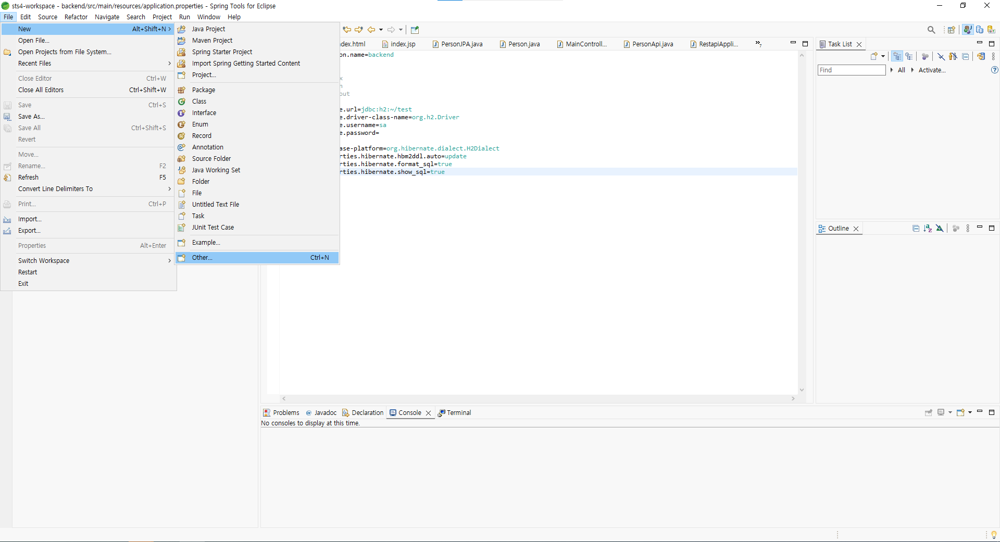 sts4-workspace - backend/src/main/resources/application.properties - Spring Tools for Eclipse
File Edit Source Refactor Navigate Search Project Run Window Help
New Alt+Shift+N
Open File...
Open Projects from File System...
Recent Files
Close Editor Ctrl+W
Close All Editors Ctrl+Shift+W
Save Ctrl+S
Save As...
Save All Ctrl+Shift+S
Revert
Move...
Rename... F2
Refresh F5
Convert Line Delimiters To
Print... Ctrl+P
Import...
Export...
Properties Alt+Enter
Switch Workspace
Restart
Exit
Java Project
Maven Project
Spring Starter Project
Import Spring Getting Started Content
Project...
Package
Class
Interface
Enum
Record
Annotation
Source Folder
Java Working Set
Folder
File
Untitled Text File
Task
JUnit Test Case
Example...
Other... Ctrl+N
dex.html index.jsp PersonJPA.java Person.java MainControll... PersonApi.java RestapiAppli... »7
on.name=backend
x
n
out
e.url=jdbc:h2:~/test
e.driver-class-name=org.h2.Driver
e.username=sa
e.password=
ase-platform=org.hibernate.dialect.H2Dialect
rties.hibernate.hbm2ddl.auto=update
rties.hibernate.format_sql=true
rties.hibernate.show_sql=true
Task List
Find All Activate...
Outline
Problems Javadoc Declaration Console Terminal
No consoles to display at this time.